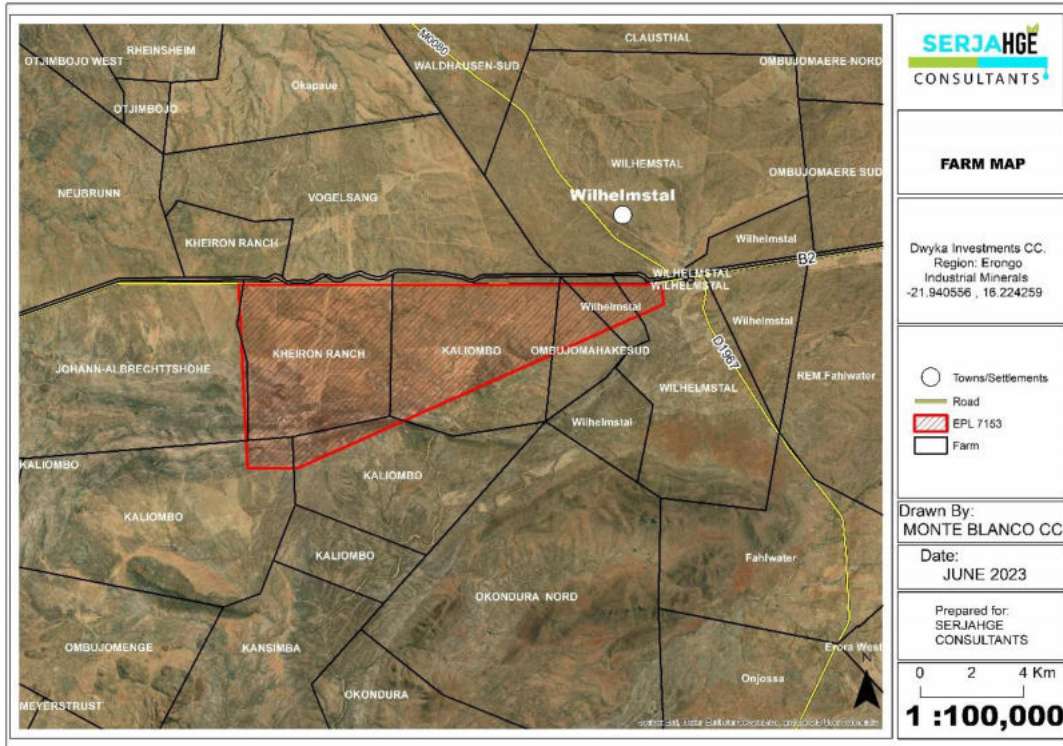 RHEINSHEIM
CLAUSTHAL
OTJIMBOJO WEST
M0080
WALDHAUSEN-SUD
OMBUJOMAERE-NORD
Okapaue
OTJIMBOJO
WILHEMSTAL
OMBUJOMAERE SUD
NEUBRUNN
VOGELSANG
Wilhelmstal
KHEIRON RANCH
Wilhelmstal
B2
WILHELMSTAL
WILHELMSTAL
Wilhelmstal
Wilhelmstal
KHEIRON RANCH
KALIOMBO
OMBUJOMAHAKESUD
D1967
JOHANN-ALBRECHTTSHOHE
REM.Fahlwater
WILHELMSTAL
Wilhelmstal
KALIOMBO
KALIOMBO
KALIOMBO
KALIOMBO
Fahlwater
OKONDURA NORD
OMBUJOMENGE
KANSIMBA
Evora West
N
Onjossa
OKONDURA
MEYERSTRUST
SERJAHGE
CONSULTANTS
FARM MAP
Dwyka Investments CC.
Region: Erongo
Industrial Minerals
-21.940556 , 16.224259
Towns/Settlements
Road
EPL 7153
Farm
Drawn By:
MONTE BLANCO CC
Date:
JUNE 2023
Prepared for:
SERJAHGE
CONSULTANTS
0 2 4 Km
1 :100,000